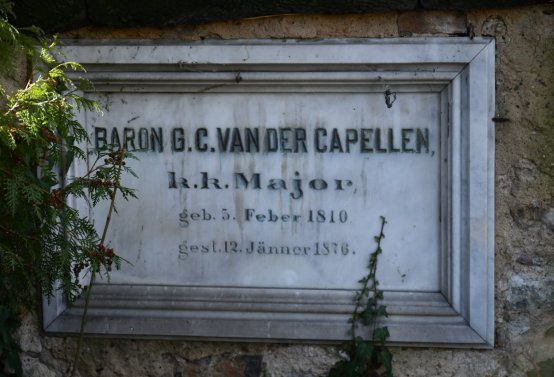 BARON G.C. VAN DER CAPELLEN,
k.k. Major,
geb. 5. Feber 1810.
gest. 12. Jänner 1876.